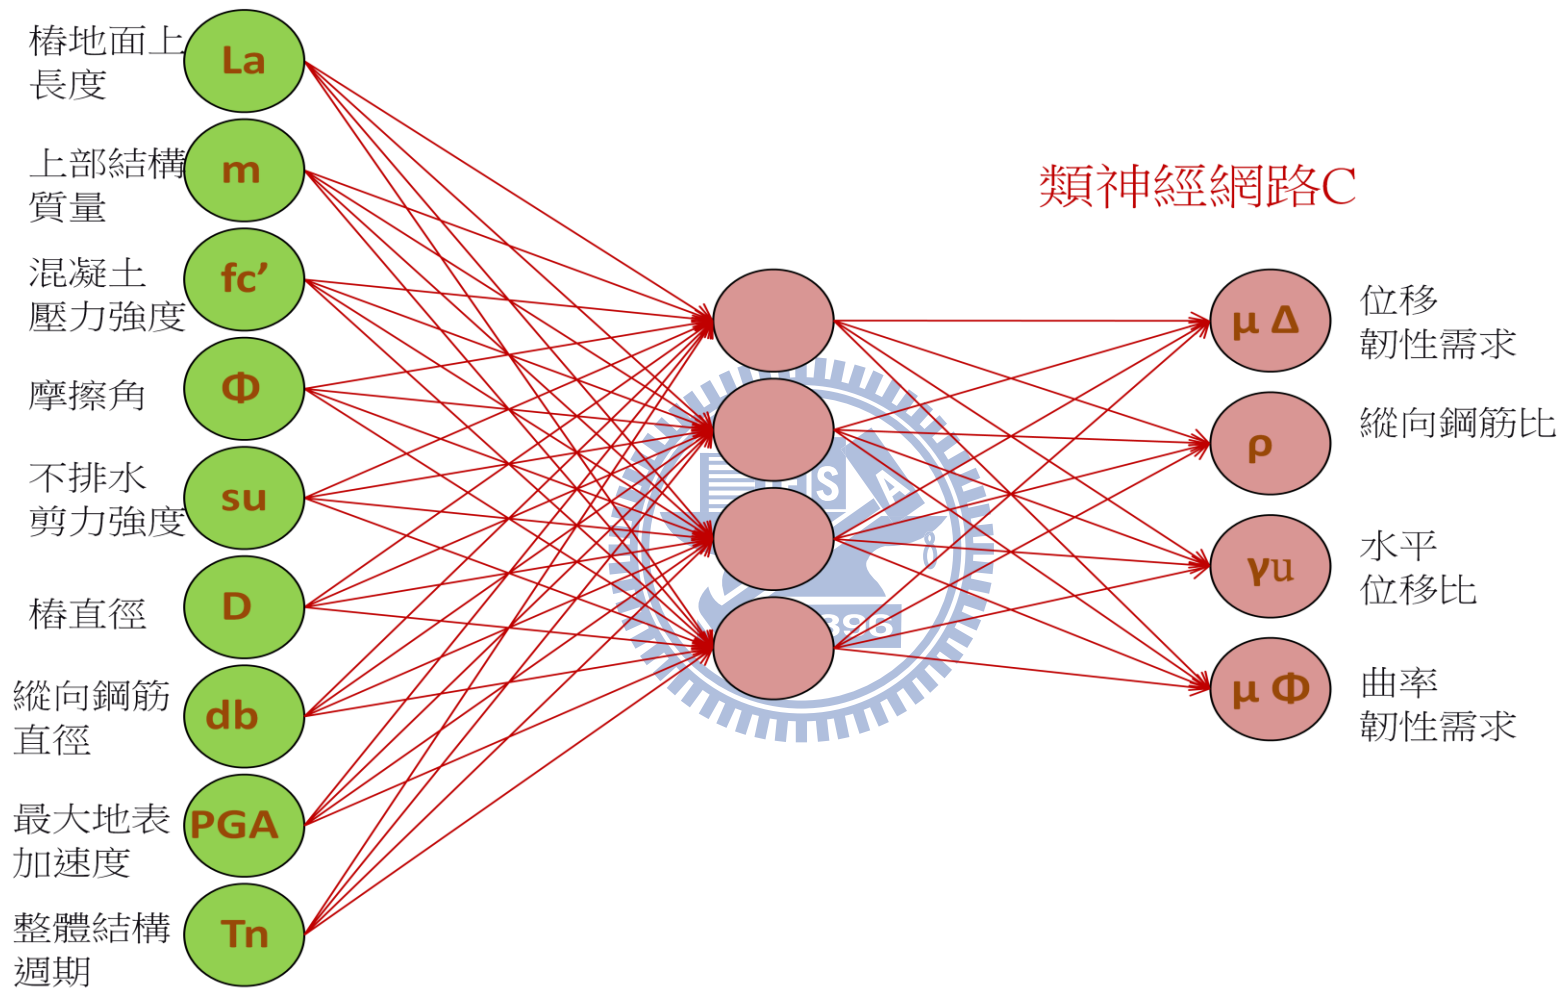 樁地面上
長度
La
上部結構
質量
m
混凝土
壓力強度
fc’
摩擦角
Φ
不排水
剪力強度
su
樁直徑
D
縱向鋼筋
直徑
db
最大地表
加速度
PGA
整體結構
週期
Tn
類神經網路C
μ Δ
位移
韌性需求
ρ
縱向鋼筋比
γu
水平
位移比
μ Φ
曲率
韌性需求
E S A
896